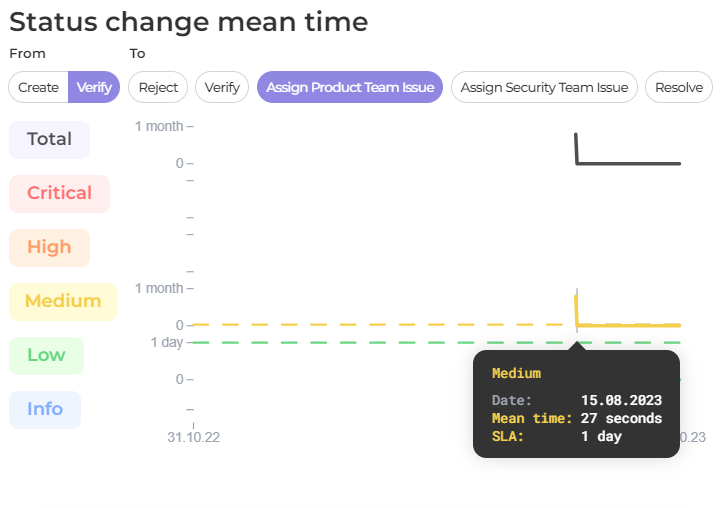 Status change mean time
From To
Create Verify Reject Verify Assign Product Team Issue Assign Security Team Issue Resolve
Total
1 month
0
Critical
High
Medium
1 month
0
Low
1 day
0
Info
31.10.22
0.23
Medium
Date: 15.08.2023
Mean time: 27 seconds
SLA: 1 day